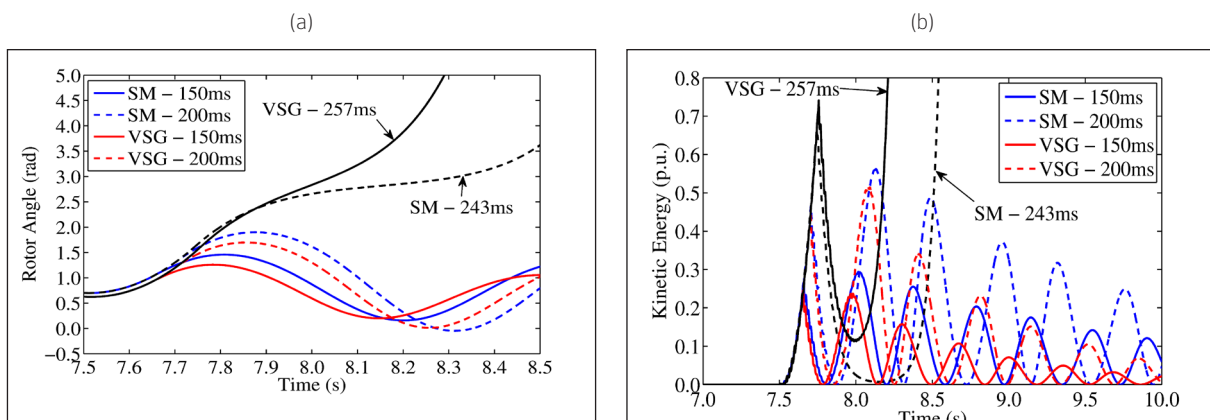 (a)
5.0
4.5
4.0
3.5
3.0
2.5
2.0
1.5
1.0
0.5
0.0
−0.5
Rotor Angle (rad)
SM − 150ms
SM − 200ms
VSG − 150ms
VSG − 200ms
VSG − 257ms
SM − 243ms
7.5 7.6 7.7 7.8 7.9 8.0 8.1 8.2 8.3 8.4 8.5
Time (s)
(b)
0.8
0.7
0.6
0.5
0.4
0.3
0.2
0.1
0.0
Kinetic Energy (p.u.)
VSG − 257ms
SM − 150ms
SM − 200ms
VSG − 150ms
VSG − 200ms
SM − 243ms
7.0 7.5 8.0 8.5 9.0 9.5 10.0
Time (s)